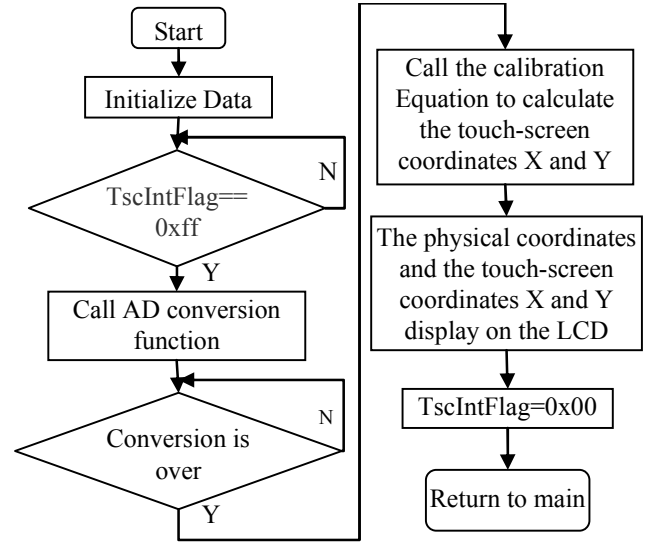 Start
Initialize Data
N
TscIntFlag==
0xff
Y
Call AD conversion
function
N
Conversion is
over
Y
Call the calibration
Equation to calculate
the touch-screen
coordinates X and Y
The physical coordinates
and the touch-screen
coordinates X and Y
display on the LCD
TscIntFlag=0x00
Return to main